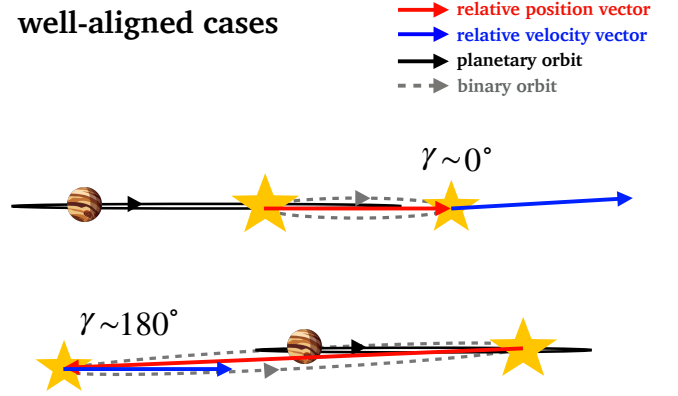 well-aligned cases
relative position vector
relative velocity vector
planetary orbit
binary orbit
γ ~0°
γ ~180°